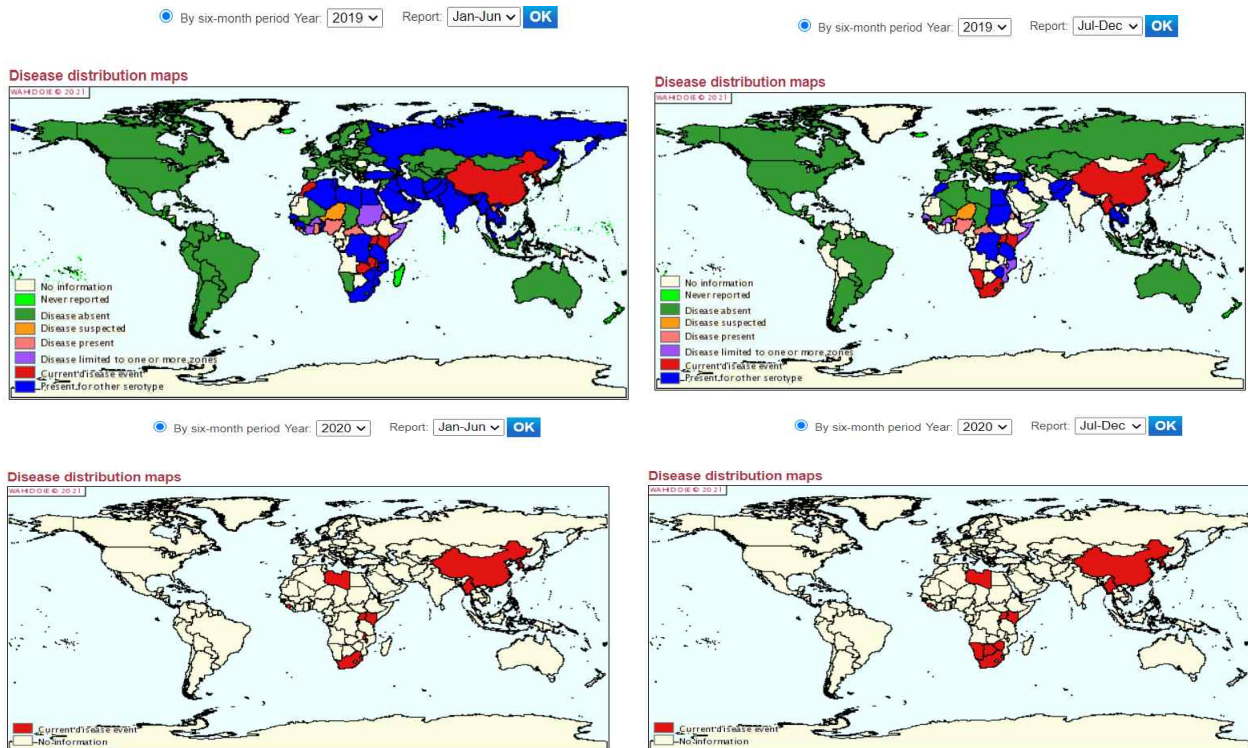 By six-month period Year: 2019 Report: Jan-Jun OK
Disease distribution maps
WAHID OIE © 2021
No information
Never reported
Disease absent
Disease suspected
Disease present
Disease limited to one or more zones
Current disease event
Present for other serotype
By six-month period Year: 2019 Report: Jul-Dec OK
Disease distribution maps
WAHID OIE © 2021
No information
Never reported
Disease absent
Disease suspected
Disease present
Disease limited to one or more zones
Current disease event
Present for other serotype
By six-month period Year: 2020 Report: Jan-Jun OK
Disease distribution maps
WAHID OIE © 2021
Current disease event
No information
By six-month period Year: 2020 Report: Jul-Dec OK
Disease distribution maps
WAHID OIE © 2021
Current disease event
No information